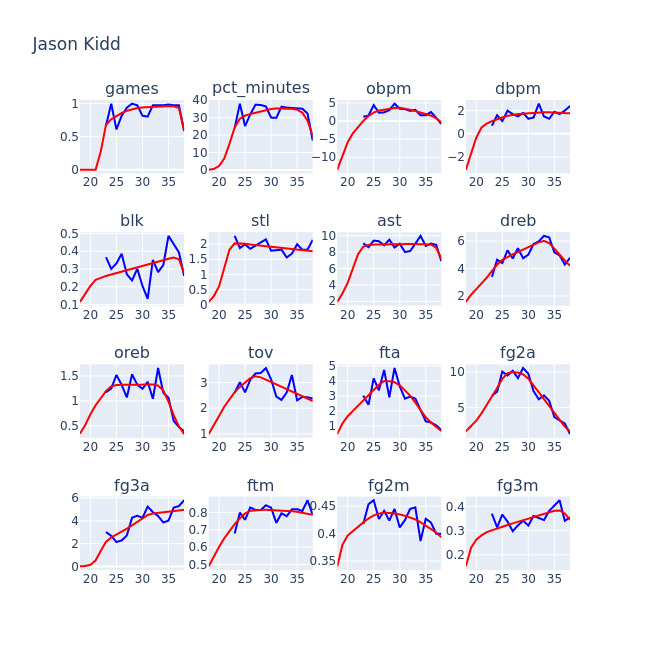 Jason Kidd
games pct_minutes obpm dbpm
1 0.5 0
40 30 20 10 0
5 0 −5 −10
2 0 −2
20 25 30 35 20 25 30 35 20 25 30 35 20 25 30 35
blk stl ast dreb
0.5 0.4 0.3 0.2 0.1
2 1.5 1 0.5 0
10 8 6 4 2
6 4 2
20 25 30 35 20 25 30 35 20 25 30 35 20 25 30 35
oreb tov fta fg2a
1.5 1 0.5
3 2 1
5 4 3 2 1
10 5
20 25 30 35 20 25 30 35 20 25 30 35 20 25 30 35
fg3a ftm fg2m fg3m
6 4 2 0
0.8 0.7 0.6 0.5
0.45 0.4 0.35
0.4 0.3 0.2
20 25 30 35 20 25 30 35 20 25 30 35 20 25 30 35